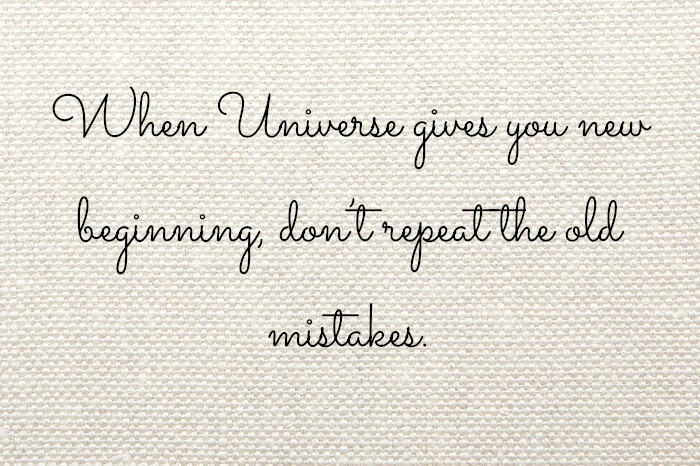 When Universe gives you new
beginning, don't repeat the old
mistakes.